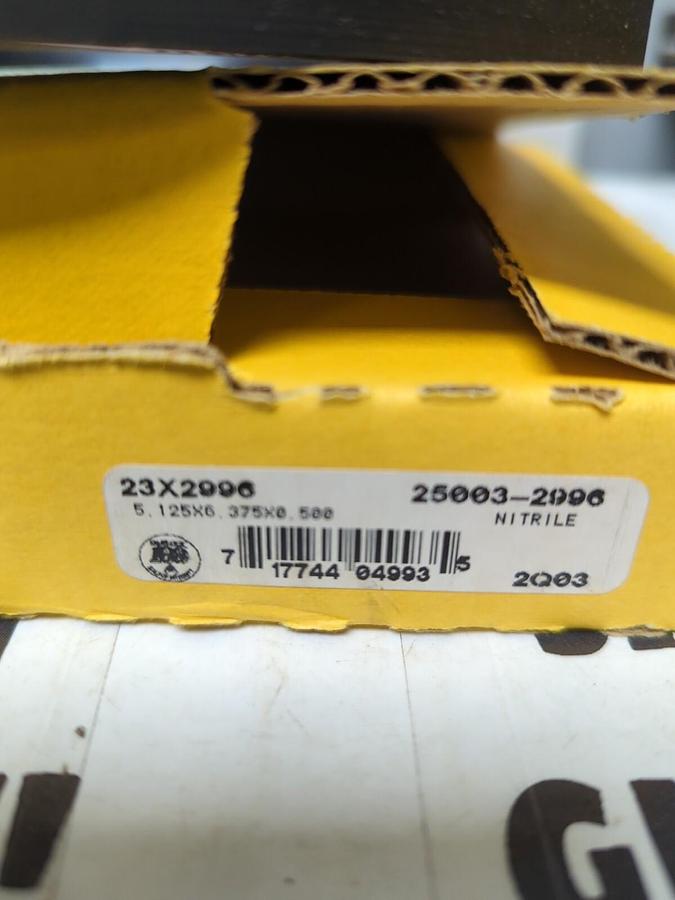 23X2996
25003-2996
5.125X6.375X0.500
NITRILE
7 17744 04993 5
2Q03